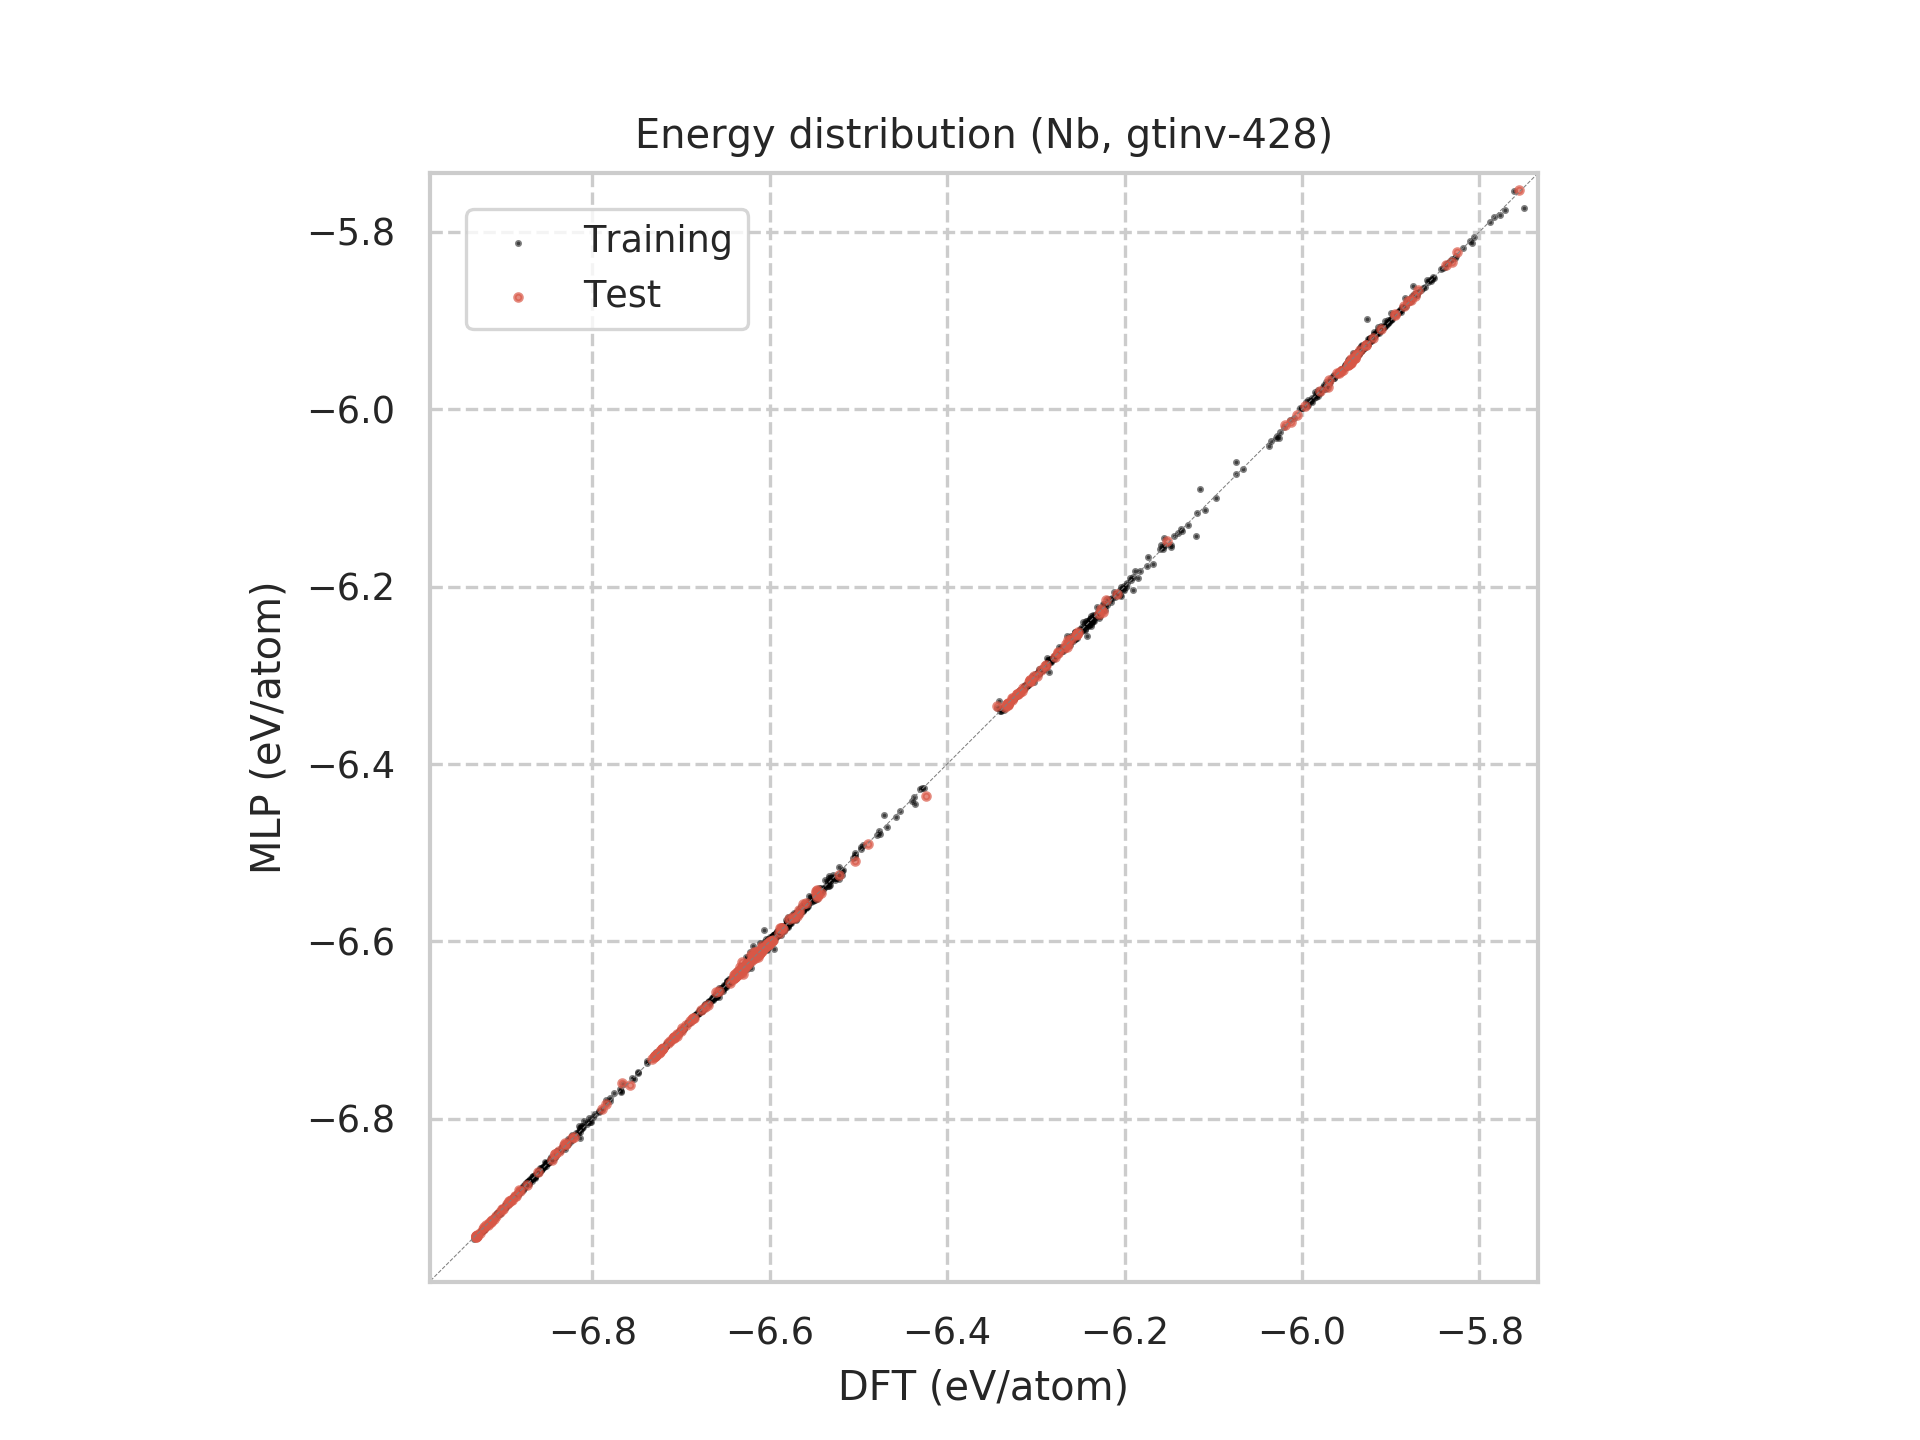 Energy distribution (Nb, gtinv-428)
Training
Test
MLP (eV/atom)
−5.8
−6.0
−6.2
−6.4
−6.6
−6.8
−6.8 −6.6 −6.4 −6.2 −6.0 −5.8
DFT (eV/atom)